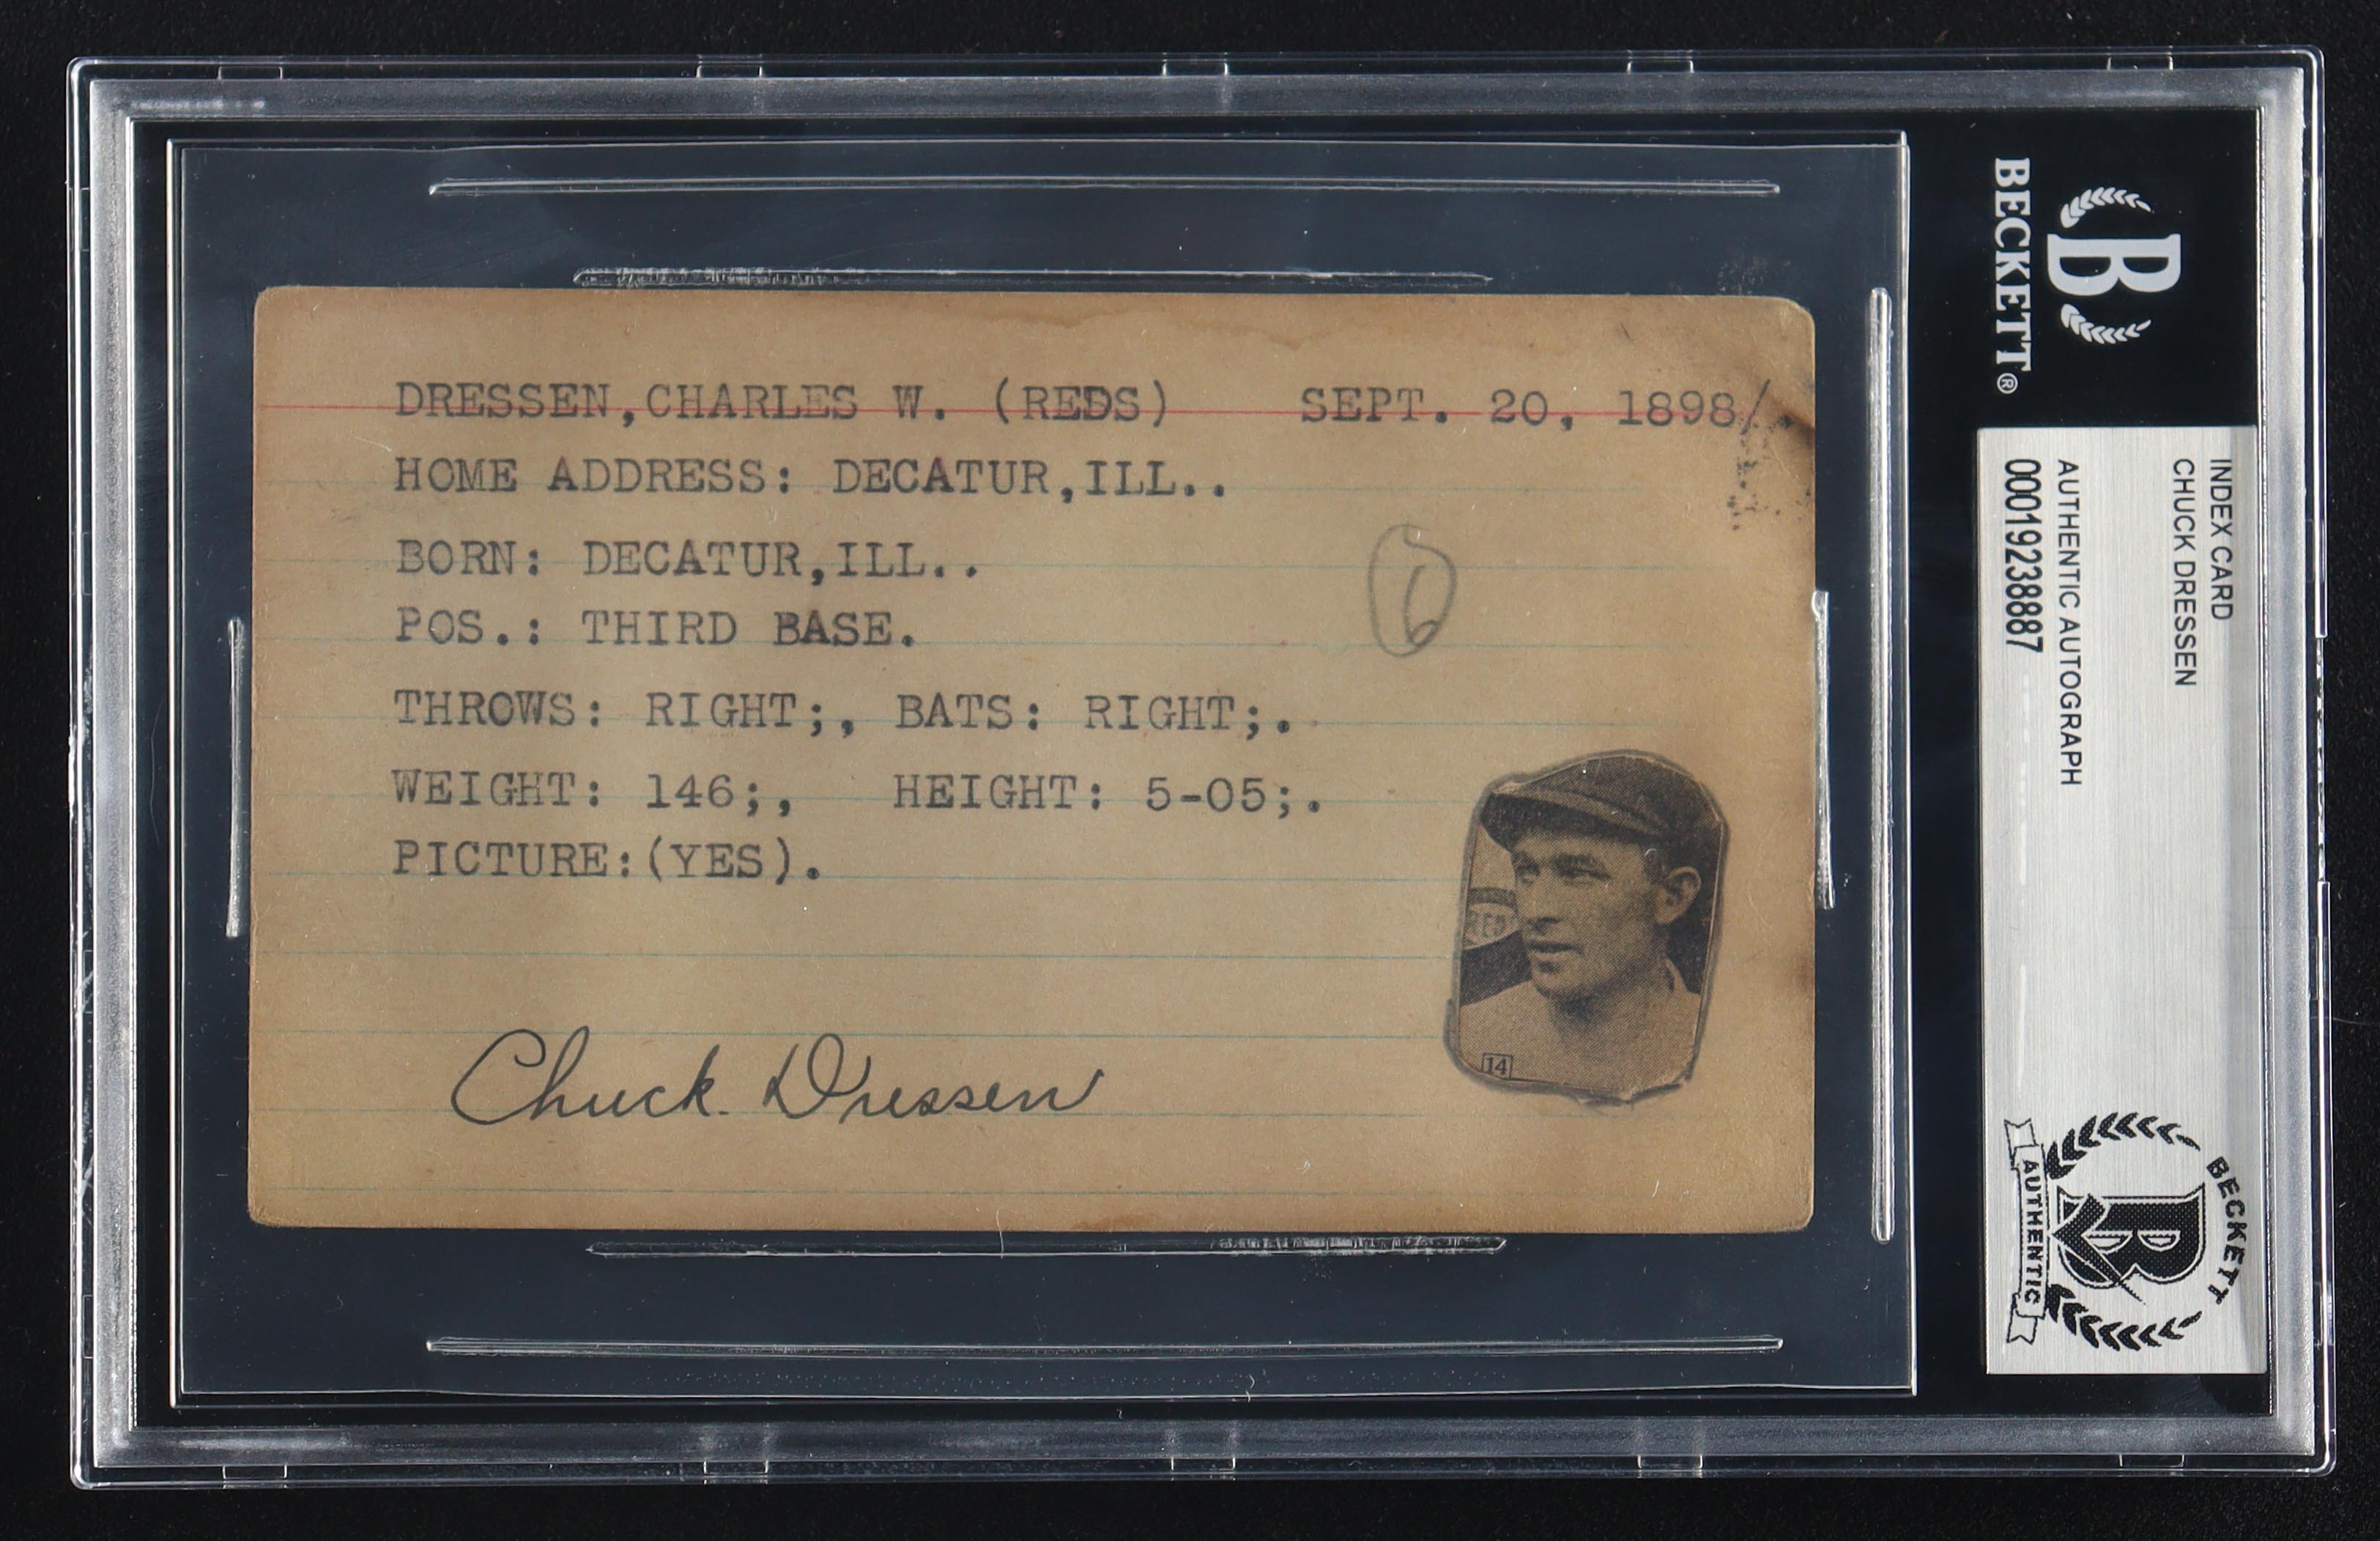 DRESSEN,CHARLES W. (REDS) SEPT. 20, 1898/.
HOME ADDRESS: DECATUR,ILL..
BORN: DECATUR,ILL..
POS.: THIRD BASE.
THROWS: RIGHT;, BATS: RIGHT;.
WEIGHT: 146;, HEIGHT: 5-05;.
PICTURE:(YES).
6
14
Chuck Dressen
B
BECKETT®
INDEX CARD
CHUCK DRESSEN
AUTHENTIC AUTOGRAPH
00019238887
BECKETT
B
AUTHENTIC